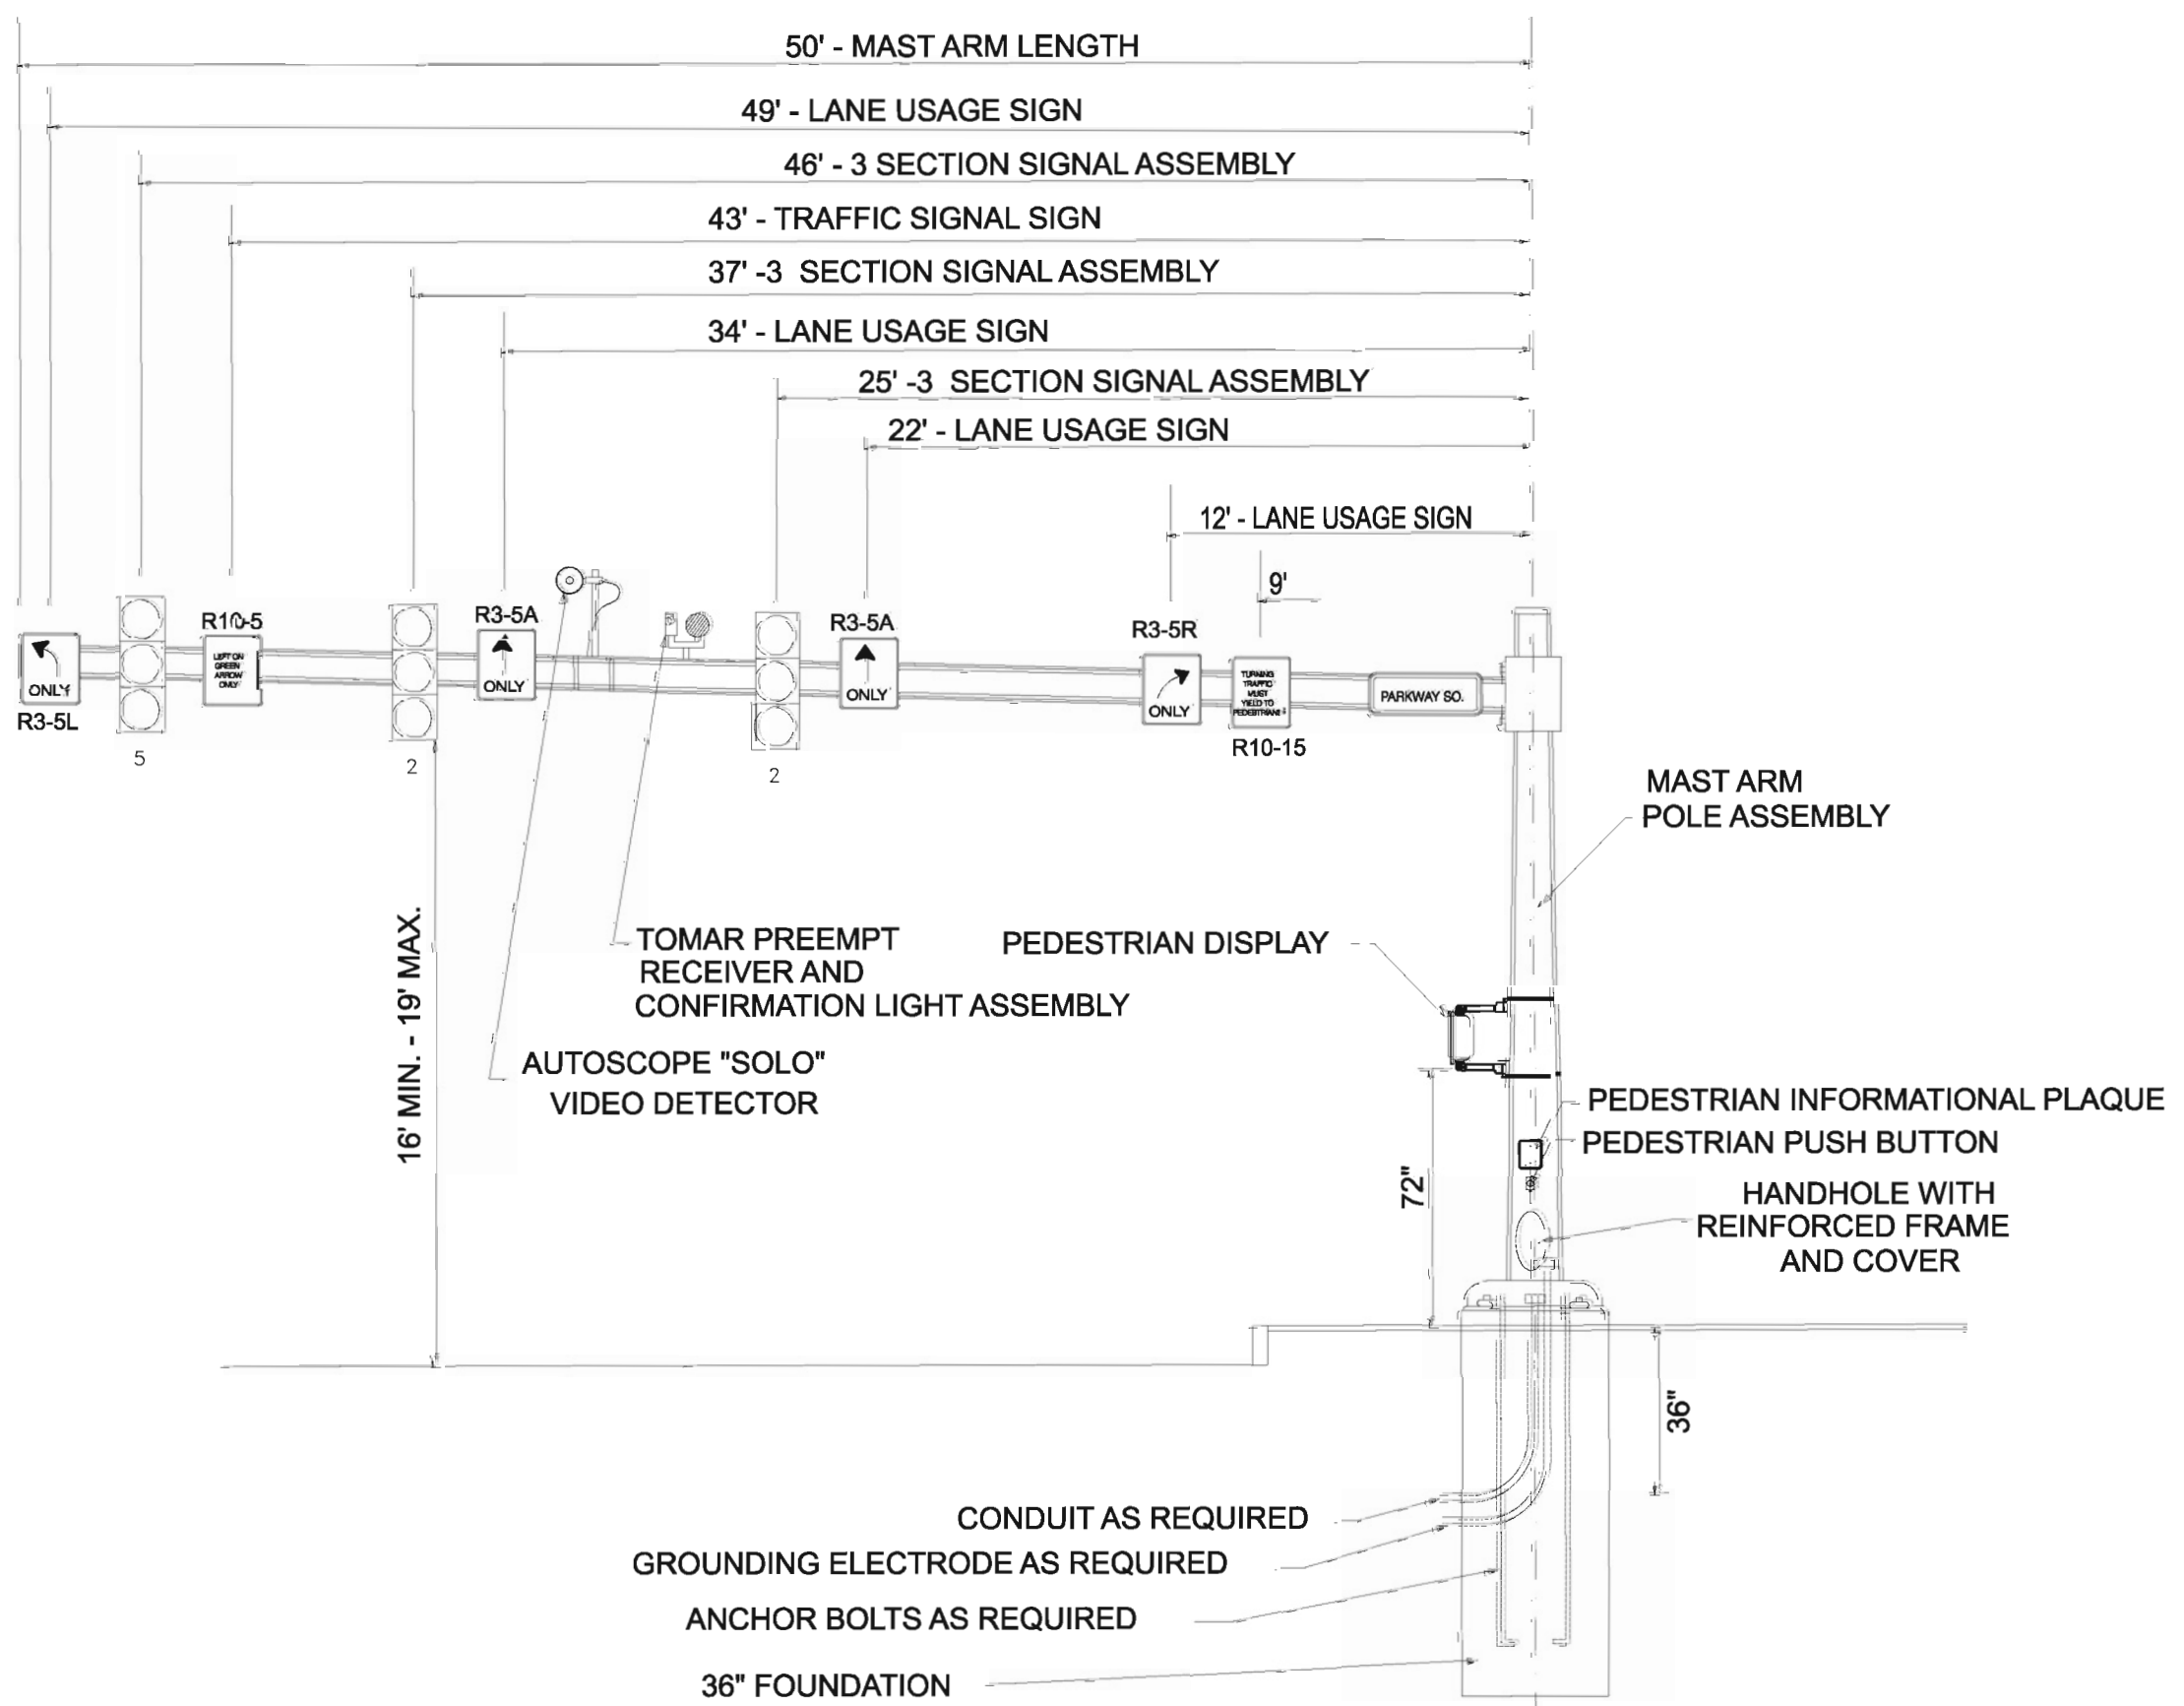 50' - MAST ARM LENGTH
49' - LANE USAGE SIGN
46' - 3 SECTION SIGNAL ASSEMBLY
43' - TRAFFIC SIGNAL SIGN
37' -3 SECTION SIGNAL ASSEMBLY
34' - LANE USAGE SIGN
25' -3 SECTION SIGNAL ASSEMBLY
22' - LANE USAGE SIGN
12' - LANE USAGE SIGN
9'
R10-5
R3-5A
R3-5A
R3-5R
LEFT ON
GREEN
ARROW
ONLY
ONLY
ONLY
ONLY
ONLY
TURNING
TRAFFIC
MUST
YIELD TO
PEDESTRIANS
PARKWAY SO.
R3-5L
R10-15
5
2
2
MAST ARM
POLE ASSEMBLY
16' MIN. - 19' MAX.
TOMAR PREEMPT
RECEIVER AND
CONFIRMATION LIGHT ASSEMBLY
PEDESTRIAN DISPLAY
AUTOSCOPE "SOLO"
VIDEO DETECTOR
PEDESTRIAN INFORMATIONAL PLAQUE
PEDESTRIAN PUSH BUTTON
72"
HANDHOLE WITH
REINFORCED FRAME
AND COVER
36"
CONDUIT AS REQUIRED
GROUNDING ELECTRODE AS REQUIRED
ANCHOR BOLTS AS REQUIRED
36" FOUNDATION